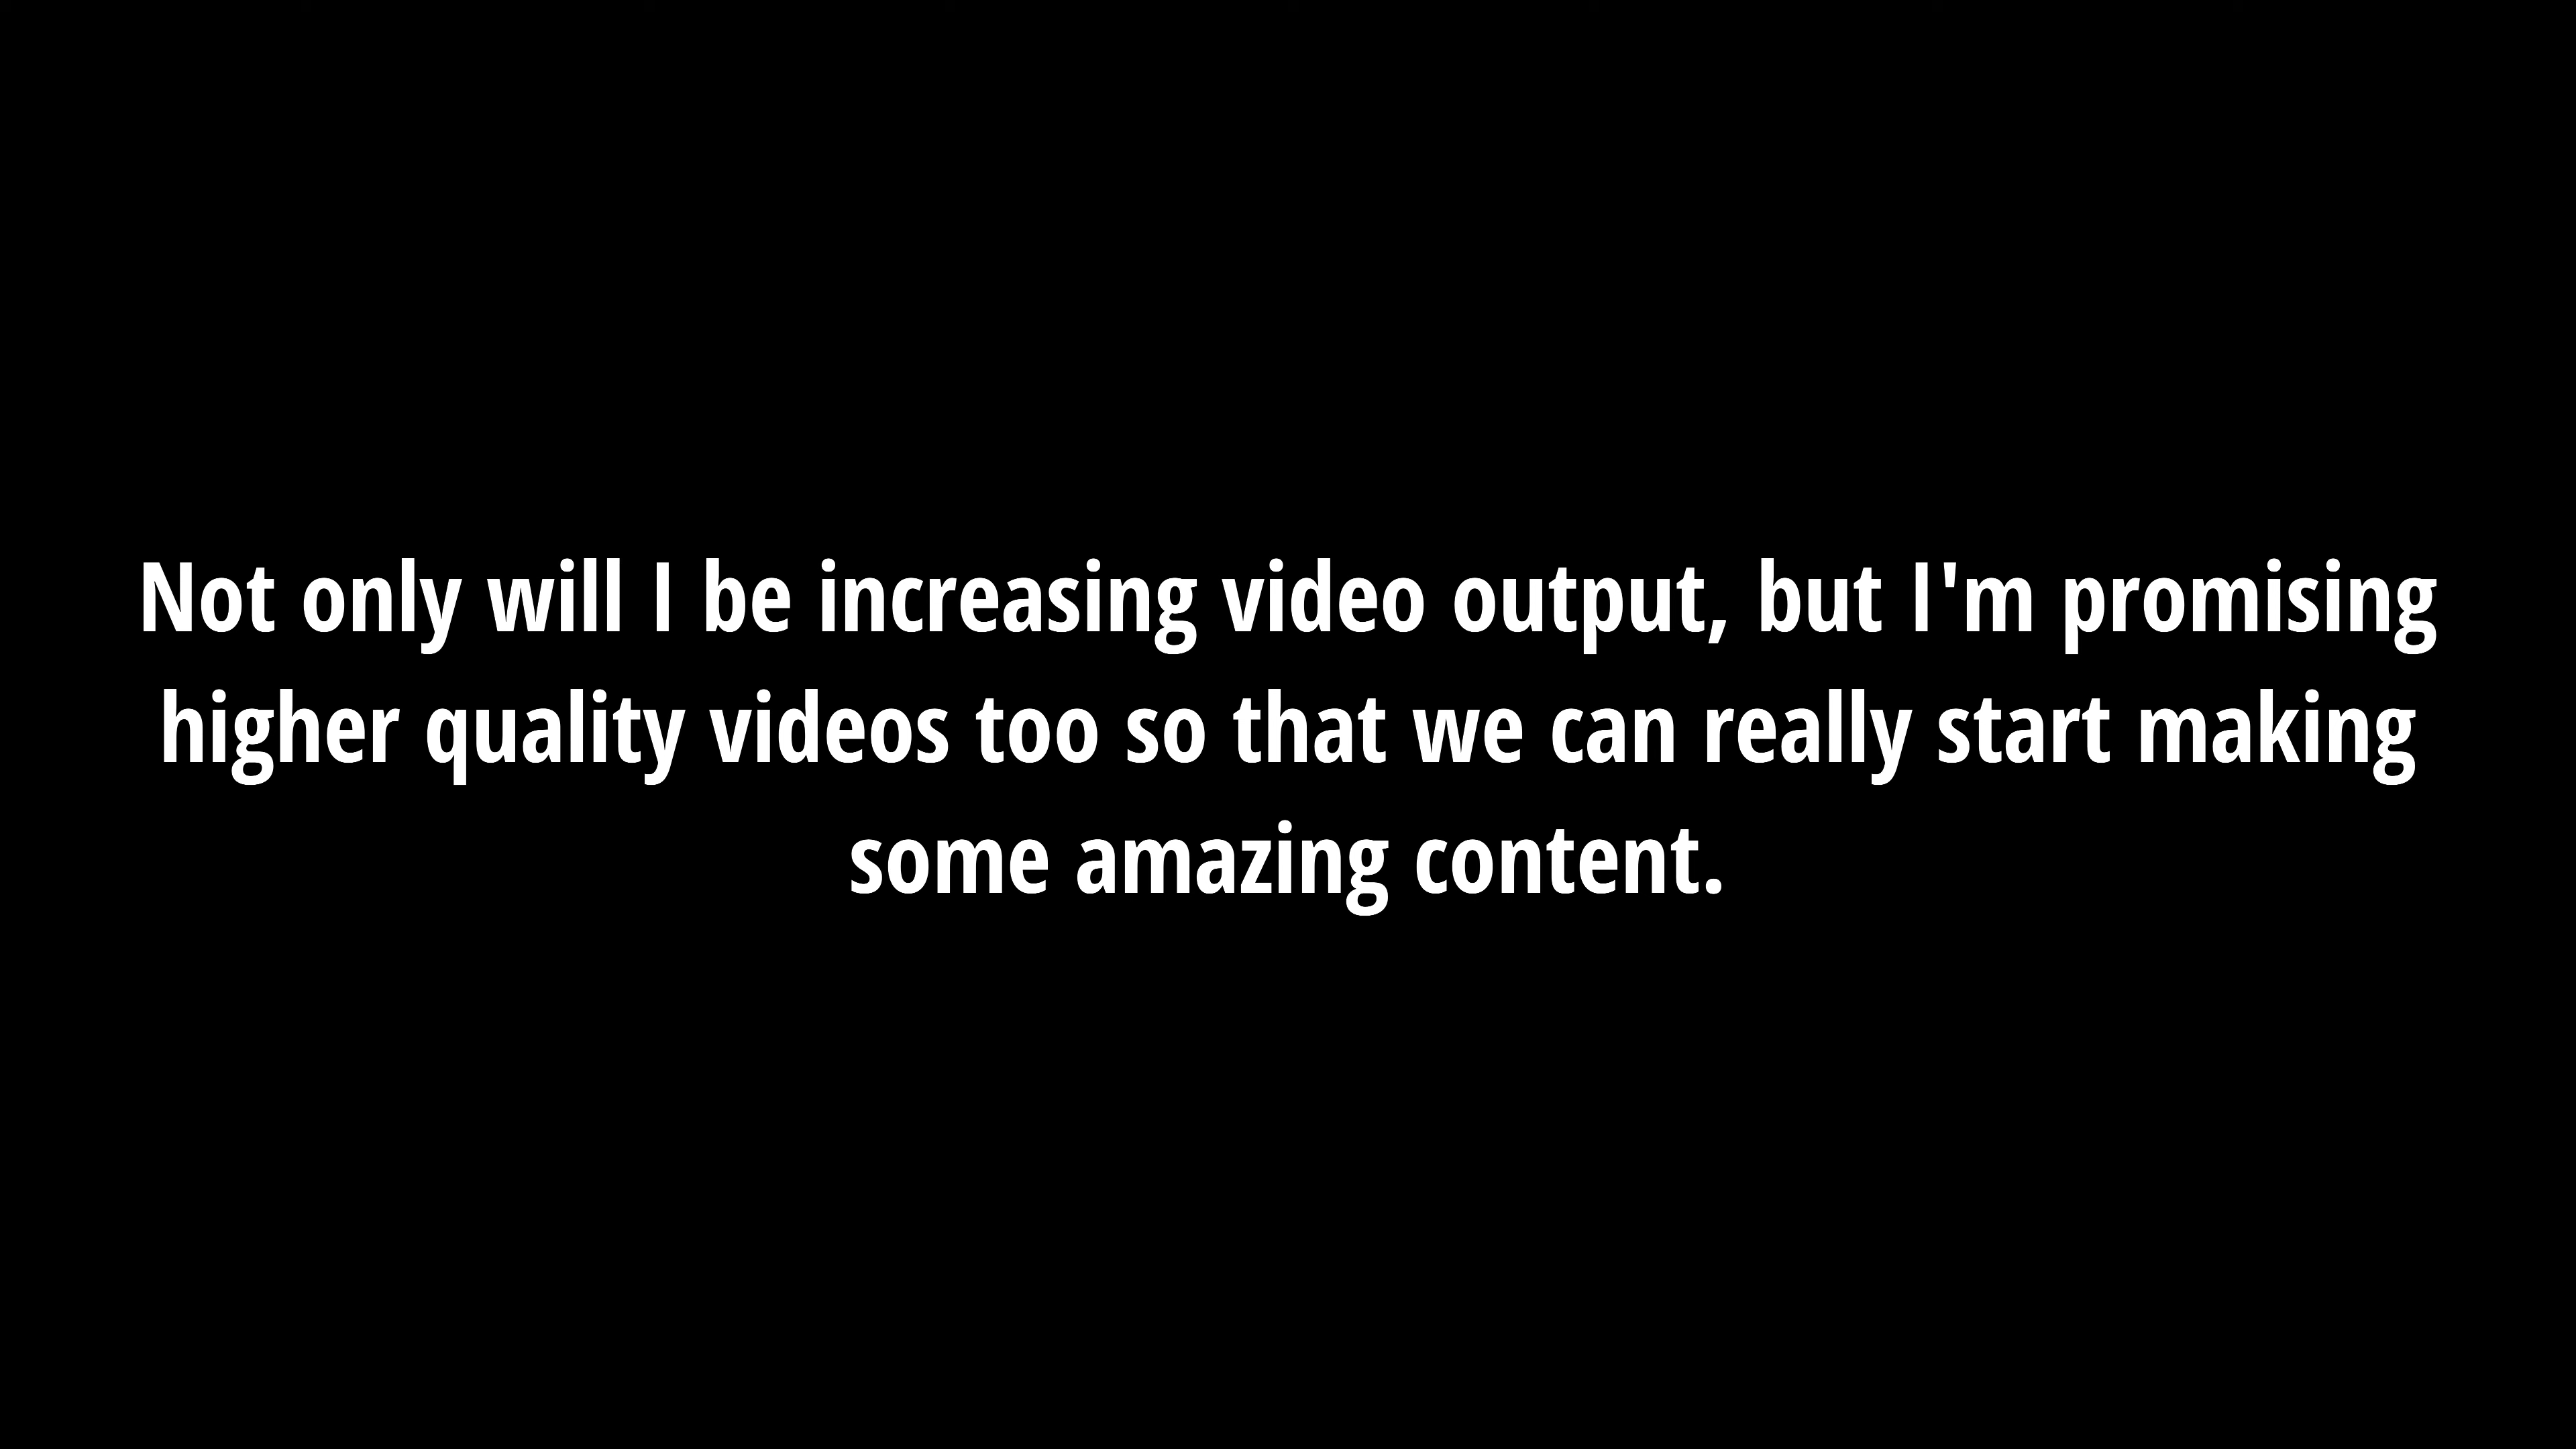 Not only will I be increasing video output, but I'm promising
higher quality videos too so that we can really start making
some amazing content.